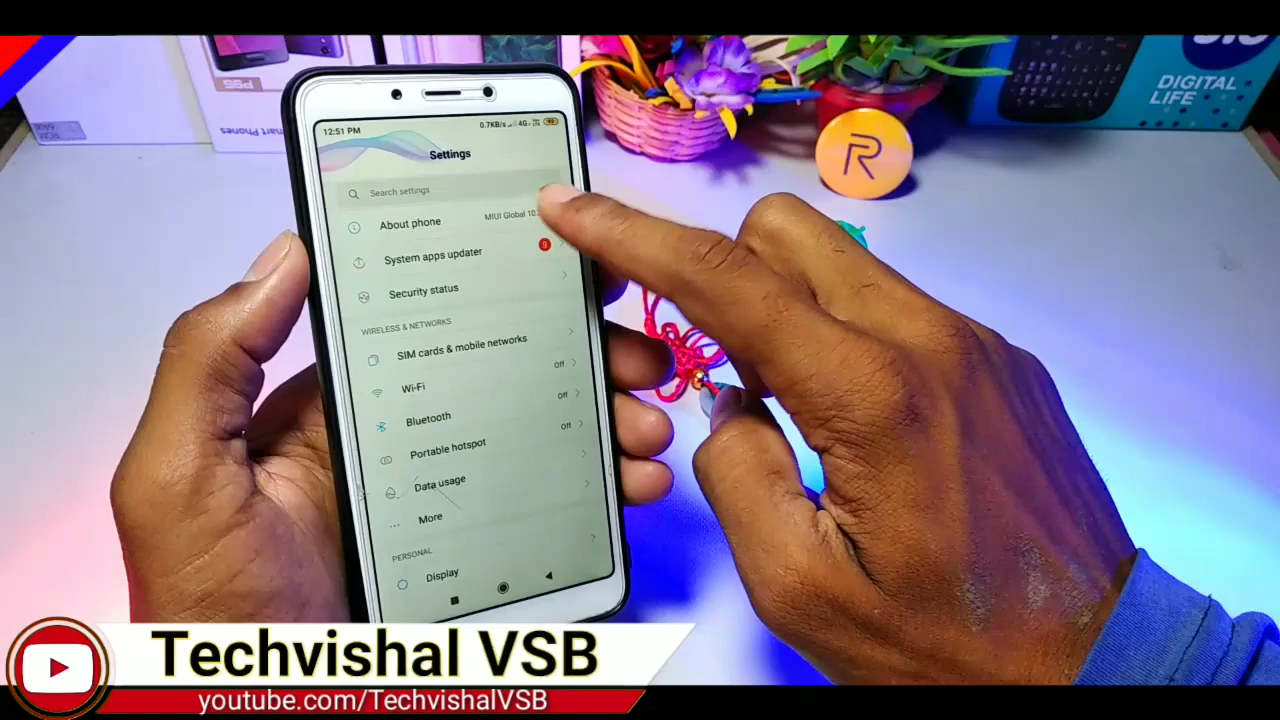 DIGITAL
LIFE
12:51 PM
0.7KB/s
4G
Settings
Search settings
About phone
MIUI Global 10.
System apps updater
9
Security status
WIRELESS & NETWORKS
SIM cards & mobile networks
Wi-Fi
Off
Bluetooth
Off
Portable hotspot
Off
Data usage
More
PERSONAL
Display
R
Techvishal VSB
youtube.com/TechvishalVSB